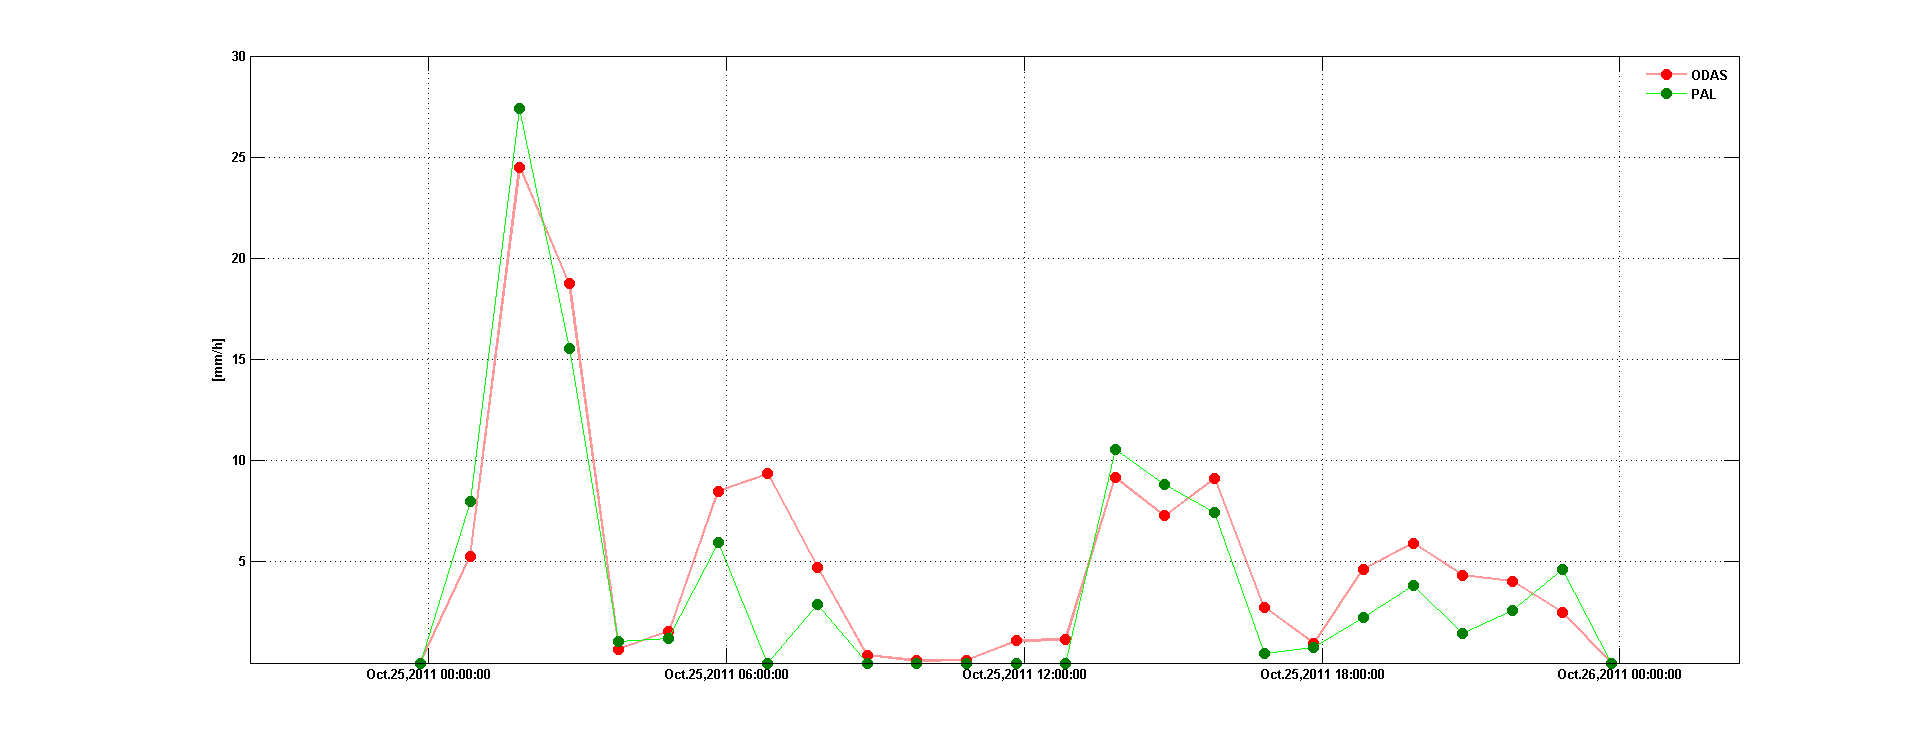 30
ODAS
PAL
25
20
15
[mm/h]
10
5
Oct.25,2011 00:00:00
Oct.25,2011 06:00:00
Oct.25,2011 12:00:00
Oct.25,2011 18:00:00
Oct.26,2011 00:00:00